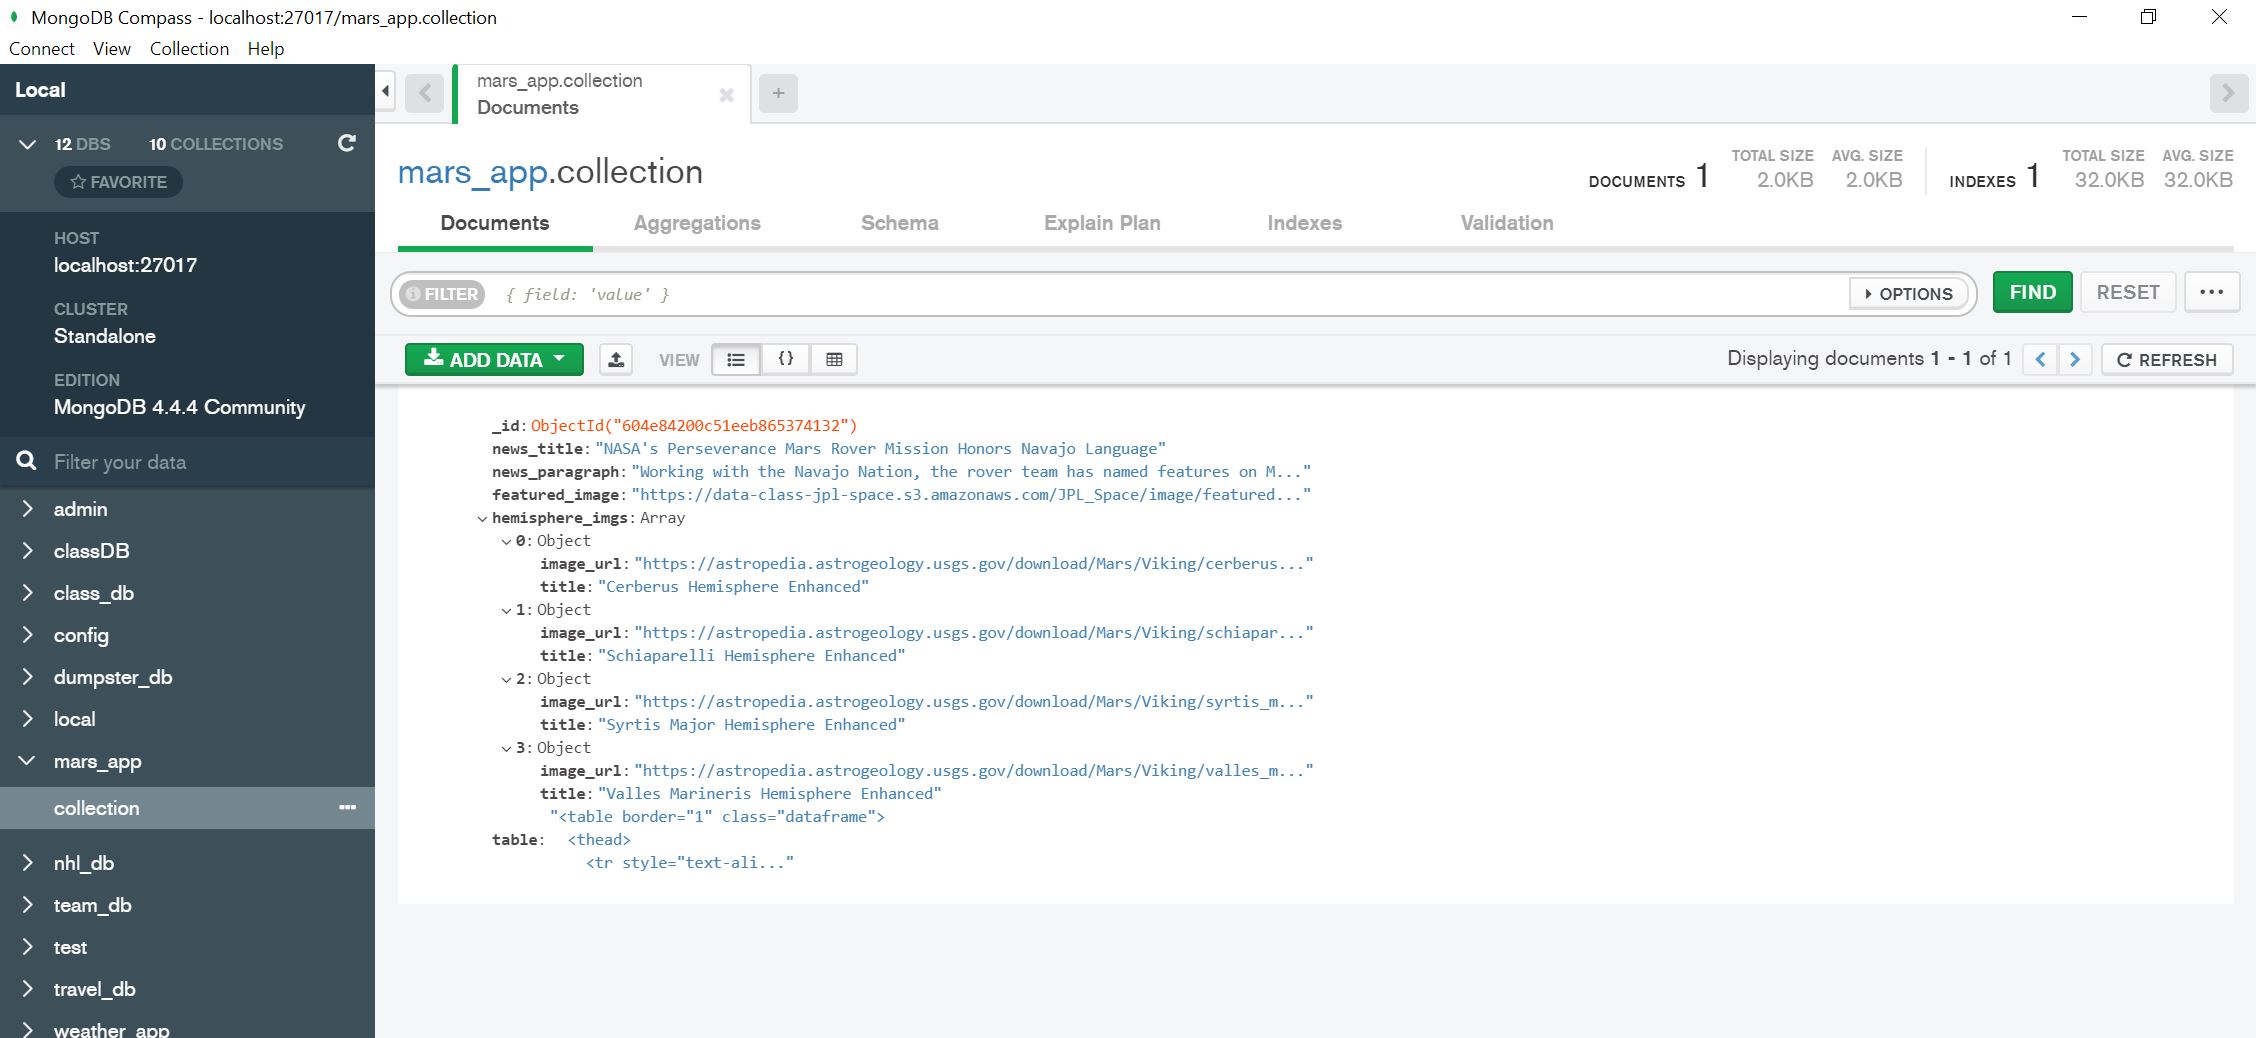 MongoDB Compass - localhost:27017/mars_app.collection
Connect View Collection Help
Local
12 DBS 10 COLLECTIONS
FAVORITE
HOST
localhost:27017
CLUSTER
Standalone
EDITION
MongoDB 4.4.4 Community
Filter your data
admin
classDB
class_db
config
dumpster_db
local
mars_app
collection
nhl_db
team_db
test
travel_db
weather_app
mars_app.collection
Documents
mars_app.collection
DOCUMENTS 1 TOTAL SIZE 2.0KB AVG. SIZE 2.0KB INDEXES 1 TOTAL SIZE 32.0KB AVG. SIZE 32.0KB
Documents Aggregations Schema Explain Plan Indexes Validation
FILTER { field: 'value' } OPTIONS FIND RESET ...
ADD DATA VIEW {} Displaying documents 1 - 1 of 1 REFRESH
_id: ObjectId("604e84200c51eeb865374132")
news_title: "NASA's Perseverance Mars Rover Mission Honors Navajo Language"
news_paragraph: "Working with the Navajo Nation, the rover team has named features on M..."
featured_image: "https://data-class-jpl-space.s3.amazonaws.com/JPL_Space/image/featured..."
hemisphere_imgs: Array
0: Object
image_url: "https://astropedia.astrogeology.usgs.gov/download/Mars/Viking/cerberus..."
title: "Cerberus Hemisphere Enhanced"
1: Object
image_url: "https://astropedia.astrogeology.usgs.gov/download/Mars/Viking/schiapar..."
title: "Schiaparelli Hemisphere Enhanced"
2: Object
image_url: "https://astropedia.astrogeology.usgs.gov/download/Mars/Viking/syrtis_m..."
title: "Syrtis Major Hemisphere Enhanced"
3: Object
image_url: "https://astropedia.astrogeology.usgs.gov/download/Mars/Viking/valles_m..."
title: "Valles Marineris Hemisphere Enhanced"
"<table border="1" class="dataframe">
table: <thead>
<tr style="text-ali..."